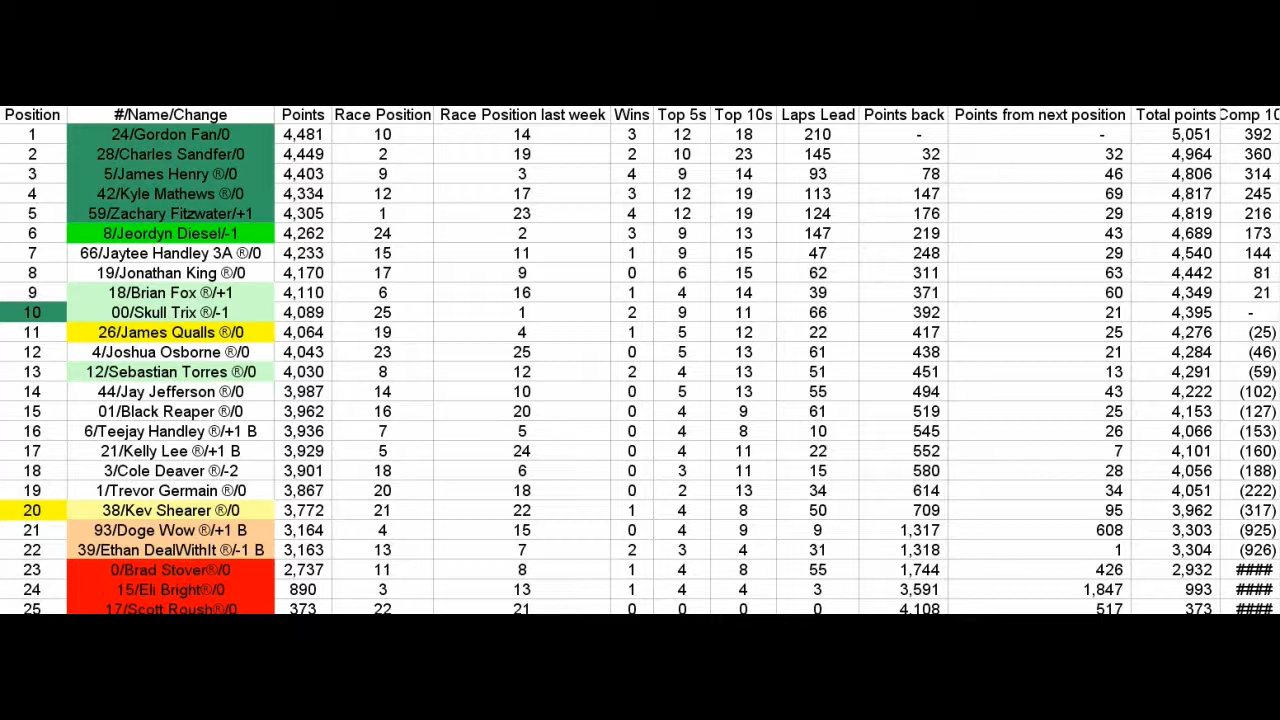 Position #/Name/Change Points Race Position Race Position last week Wins Top 5s Top 10s Laps Lead Points back Points from next position Total points Comp 10
1 24/Gordon Fan/0 4,481 10 14 3 12 18 210 - - 5,051 392
2 28/Charles Sandfer/0 4,449 2 19 2 10 23 145 32 32 4,964 360
3 5/James Henry ®/0 4,403 9 3 4 9 14 93 78 46 4,806 314
4 42/Kyle Mathews ®/0 4,334 12 17 3 12 19 113 147 69 4,817 245
5 59/Zachary Fitzwater/+1 4,305 1 23 4 12 19 124 176 29 4,819 216
6 8/Jeordyn Diesel/-1 4,262 24 2 3 9 13 147 219 43 4,689 173
7 66/Jaytee Handley 3A ®/0 4,233 15 11 1 9 15 47 248 29 4,540 144
8 19/Jonathan King ®/0 4,170 17 9 0 6 15 62 311 63 4,442 81
9 18/Brian Fox ®/+1 4,110 6 16 1 4 14 39 371 60 4,349 21
10 00/Skull Trix ®/-1 4,089 25 1 2 9 11 66 392 21 4,395 -
11 26/James Qualls ®/0 4,064 19 4 1 5 12 22 417 25 4,276 (25)
12 4/Joshua Osborne ®/0 4,043 23 25 0 5 13 61 438 21 4,284 (46)
13 12/Sebastian Torres ®/0 4,030 8 12 2 4 13 51 451 13 4,291 (59)
14 44/Jay Jefferson ®/0 3,987 14 10 0 5 13 55 494 43 4,222 (102)
15 01/Black Reaper ®/0 3,962 16 20 0 4 9 61 519 25 4,153 (127)
16 6/Teejay Handley ®/+1 B 3,936 7 5 0 4 8 10 545 26 4,066 (153)
17 21/Kelly Lee ®/+1 B 3,929 5 24 0 4 11 22 552 7 4,101 (160)
18 3/Cole Deaver ®/-2 3,901 18 6 0 3 11 15 580 28 4,056 (188)
19 1/Trevor Germain ®/0 3,867 20 18 0 2 13 34 614 34 4,051 (222)
20 38/Kev Shearer ®/0 3,772 21 22 1 4 8 50 709 95 3,962 (317)
21 93/Doge Wow ®/+1 B 3,164 4 15 0 4 9 9 1,317 608 3,303 (925)
22 39/Ethan DealWithIt ®/-1 B 3,163 13 7 2 3 4 31 1,318 1 3,304 (926)
23 0/Brad Stover®/0 2,737 11 8 1 4 8 55 1,744 426 2,932 ####
24 15/Eli Bright®/0 890 3 13 1 4 4 3 3,591 1,847 993 ####
25 17/Scott Roush®/0 373 22 21 0 0 0 0 4,108 517 373 ####